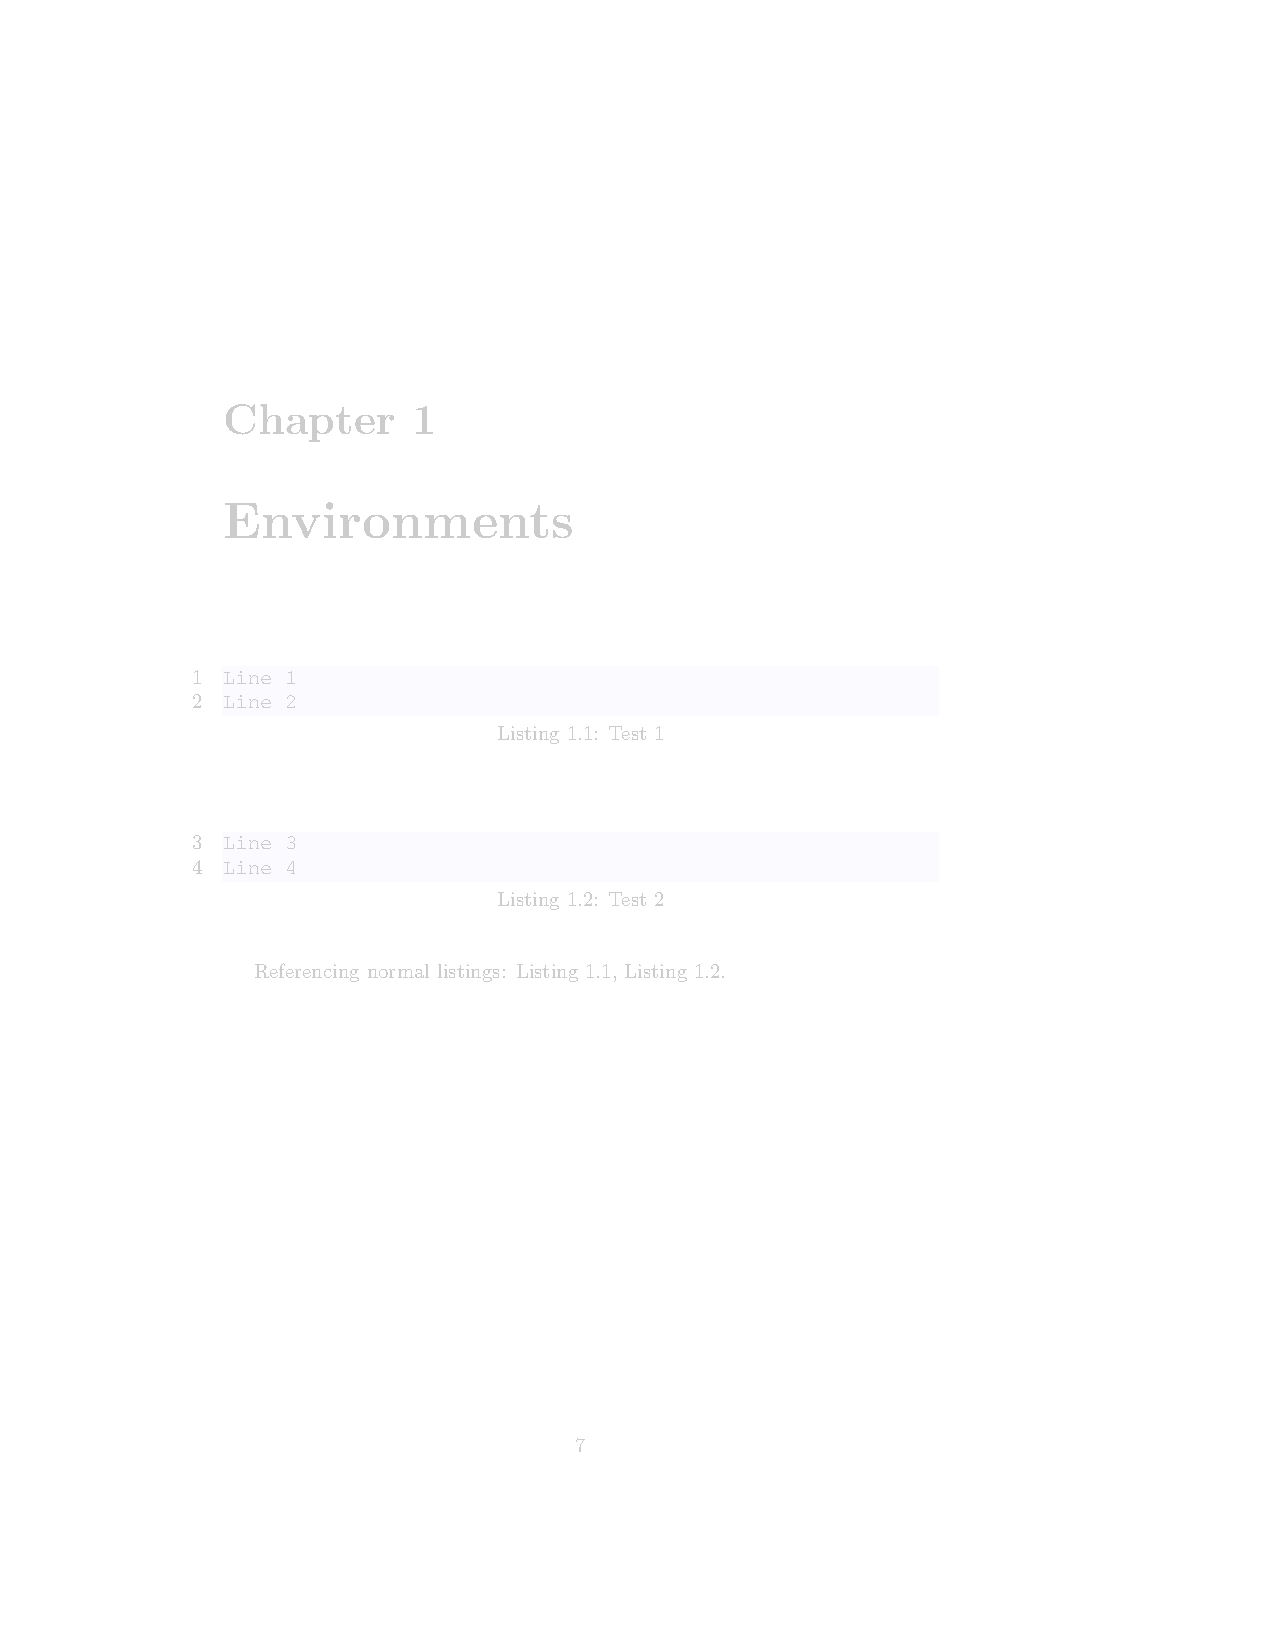 Chapter 1
Environments
1 Line 1
2 Line 2
Listing 1.1: Test 1
3 Line 3
4 Line 4
Listing 1.2: Test 2
Referencing normal listings: Listing 1.1, Listing 1.2.
7